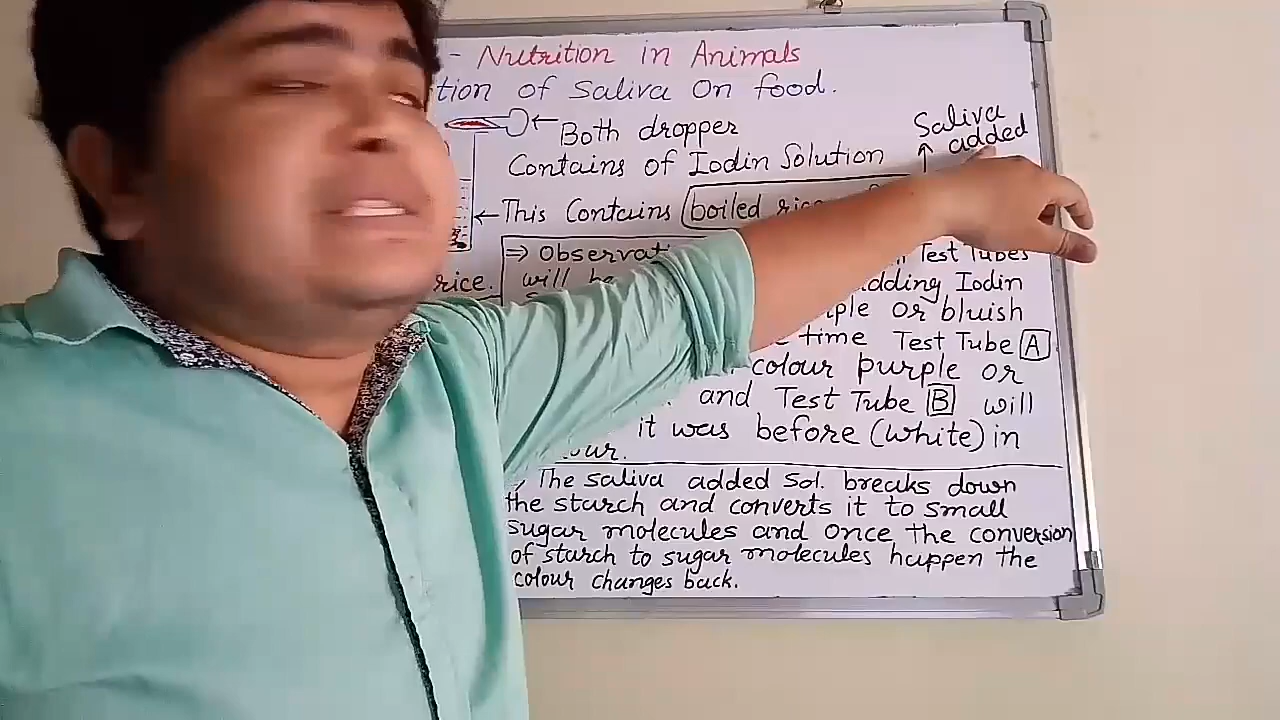 - Nutrition in Animals
tion of Saliva On food.
Both dropper
Contains of Iodin Solution
Saliva
added
This Contains boiled
rice.
⇒ Observat
Test Tubes
will
dding Iodin
ple or bluish
time Test Tube A
colour purple or
and Test Tube B will
it was before (white) in
our.
The saliva added Sol. breaks down
the starch and converts it to small
sugar molecules and once the conversion
of starch to sugar molecules happen the
colour changes back.